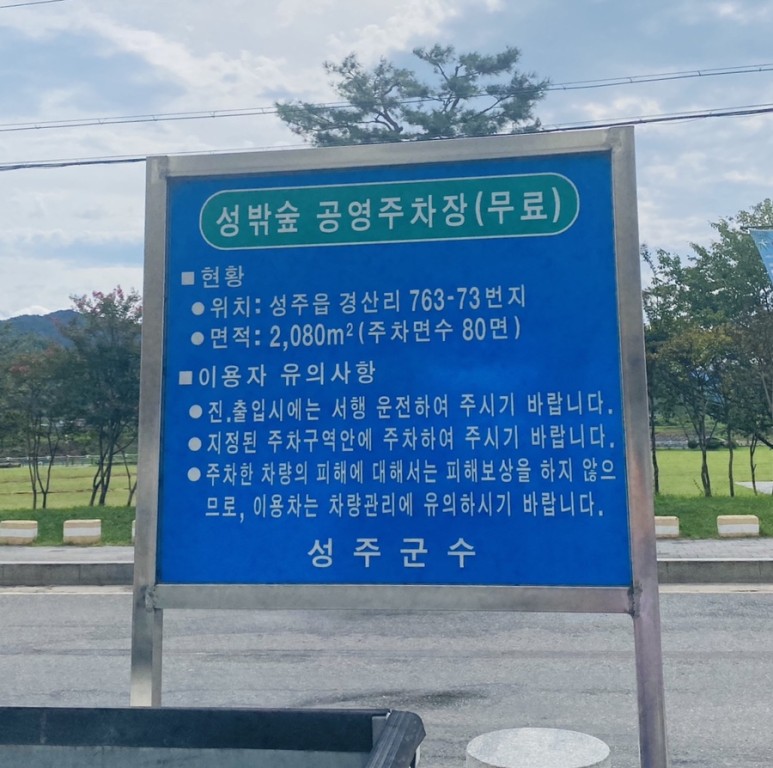 성밖숲 공영주차장(무료)
■ 현황
● 위치: 성주읍 경산리 763-73번지
● 면적: 2,080m²(주차면수 80면)
■ 이용자 유의사항
● 진.출입시에는 서행 운전하여 주시기 바랍니다.
● 지정된 주차구역안에 주차하여 주시기 바랍니다.
● 주차한 차량의 피해에 대해서는 피해보상을 하지 않으
므로, 이용차는 차량관리에 유의하시기 바랍니다.
성주군수